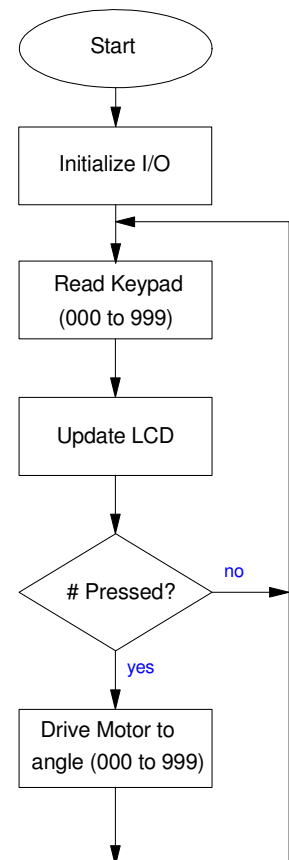 Start
Initialize I/O
Read Keypad
(000 to 999)
Update LCD
# Pressed?
no
yes
Drive Motor to
angle (000 to 999)